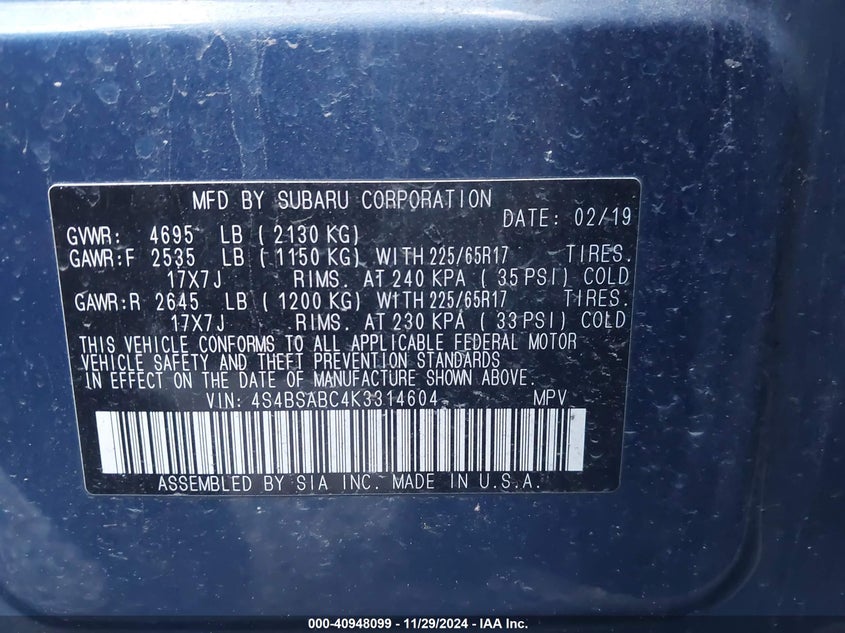 MFD BY SUBARU CORPORATION
DATE: 02/19
GVWR: 4695 LB ( 2130 KG)
GAWR:F 2535 LB ( 1150 KG) WITH 225/65R17 TIRES.
17X7J RIMS. AT 240 KPA ( 35 PSI) COLD
GAWR:R 2645 LB ( 1200 KG) WITH 225/65R17 TIRES.
17X7J RIMS. AT 230 KPA ( 33 PSI) COLD
THIS VEHICLE CONFORMS TO ALL APPLICABLE FEDERAL MOTOR
VEHICLE SAFETY AND THEFT PREVENTION STANDARDS
IN EFFECT ON THE DATE OF MANUFACTURE SHOWN ABOVE.
VIN: 4S4BSABC4K3314604 MPV
ASSEMBLED BY SIA INC. MADE IN U.S.A.
000-40948099 - 11/29/2024 - IAA Inc.